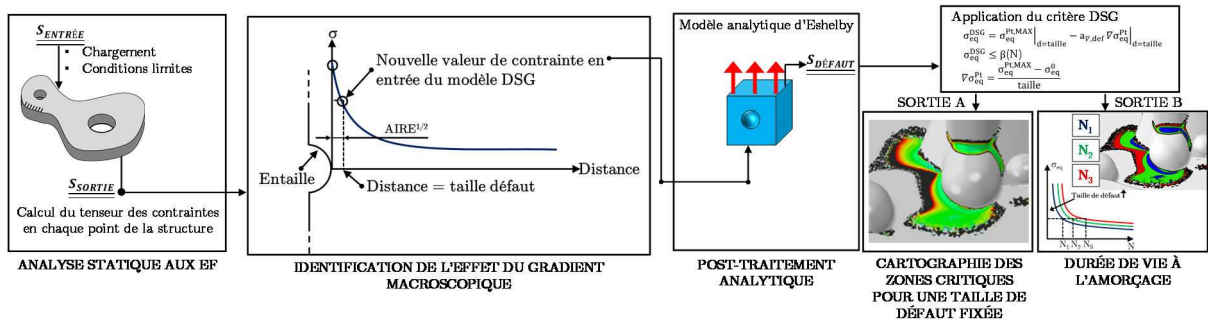 S_ENTRÉE
▪ Chargement
▪ Conditions limites
S_SORTIE
Calcul du tenseur des contraintes
en chaque point de la structure
ANALYSE STATIQUE AUX EF
σ
Nouvelle valeur de contrainte en
entrée du modèle DSG
AIRE^1/2
Distance
Entaille
Distance = taille défaut
IDENTIFICATION DE L'EFFET DU GRADIENT
MACROSCOPIQUE
Modèle analytique d'Eshelby
S_DÉFAUT
POST-TRAITEMENT
ANALYTIQUE
Application du critère DSG
σ_eq^DSG = σ_eq^Pt,MAX|_d=taille − a_∇,def ∇σ_eq^Pt|_d=taille
σ_eq^DSG ≤ β(N)
∇σ_eq^Pt = (σ_eq^Pt,MAX − σ_eq^0) / taille
SORTIE A
SORTIE B
CARTOGRAPHIE DES
ZONES CRITIQUES
POUR UNE TAILLE DE
DÉFAUT FIXÉE
N₁
N₂
N₃
σ_eq
Taille de défaut
N₁ N₂ N₃
N
DURÉE DE VIE À
L'AMORÇAGE